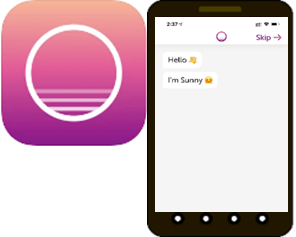 2:37
Skip →
Hello 👋
I'm Sunny 😊